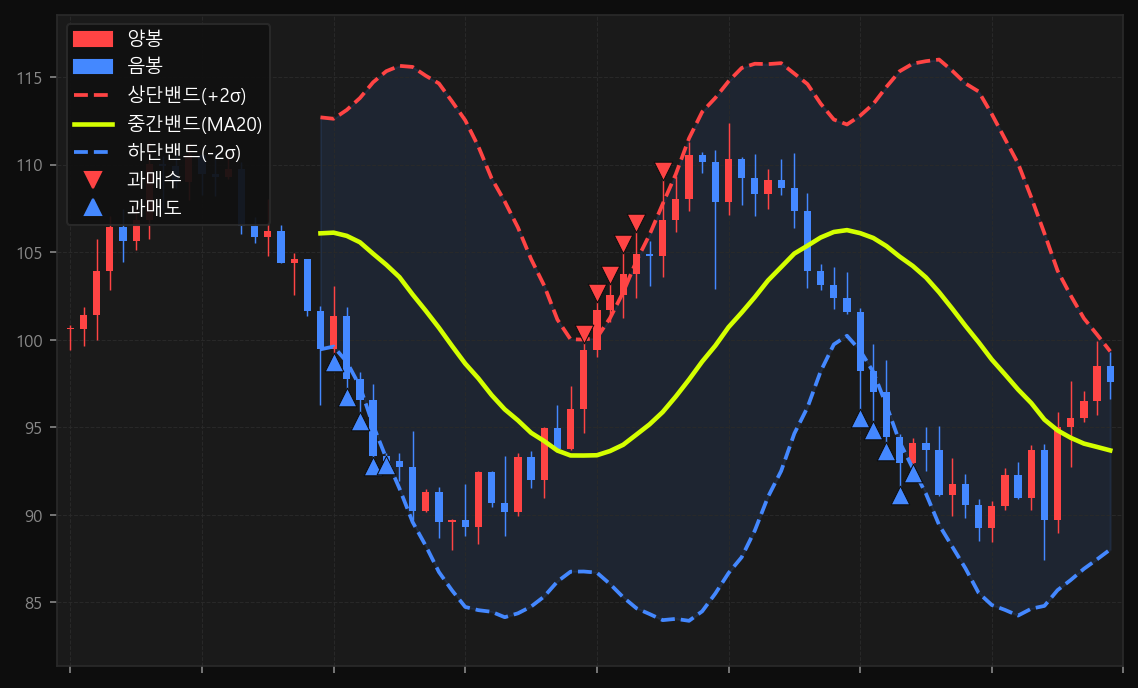 양봉
음봉
상단밴드(+2σ)
중간밴드(MA20)
하단밴드(-2σ)
과매수
과매도
115
110
105
100
95
90
85